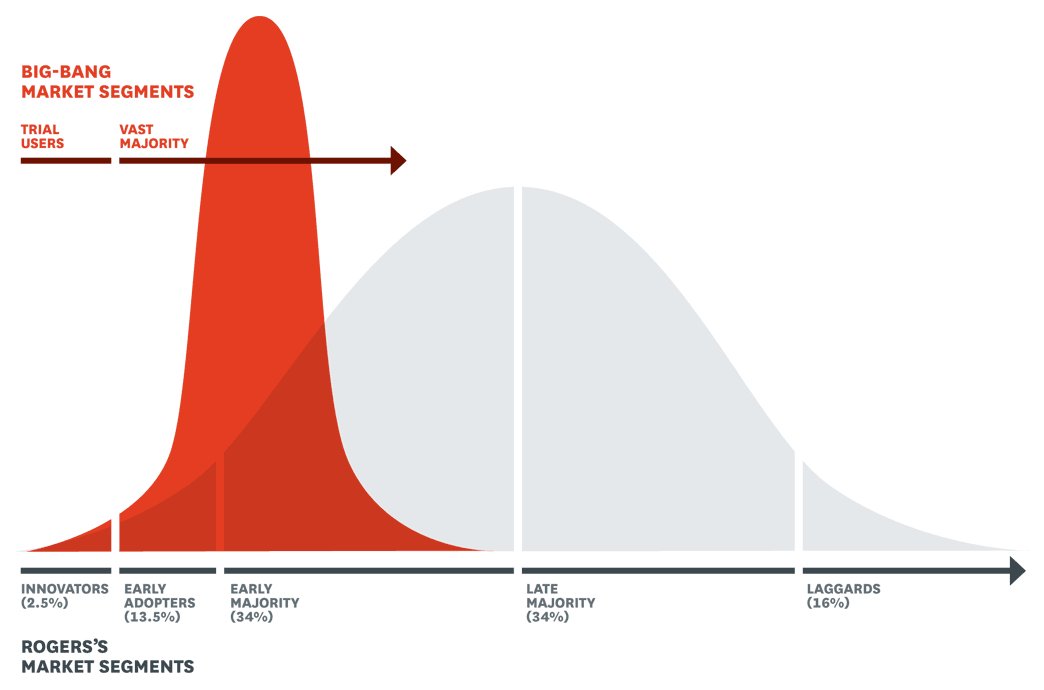 BIG-BANG
MARKET SEGMENTS
TRIAL
USERS
VAST
MAJORITY
INNOVATORS
(2.5%)
EARLY
ADOPTERS
(13.5%)
EARLY
MAJORITY
(34%)
LATE
MAJORITY
(34%)
LAGGARDS
(16%)
ROGERS’S
MARKET SEGMENTS